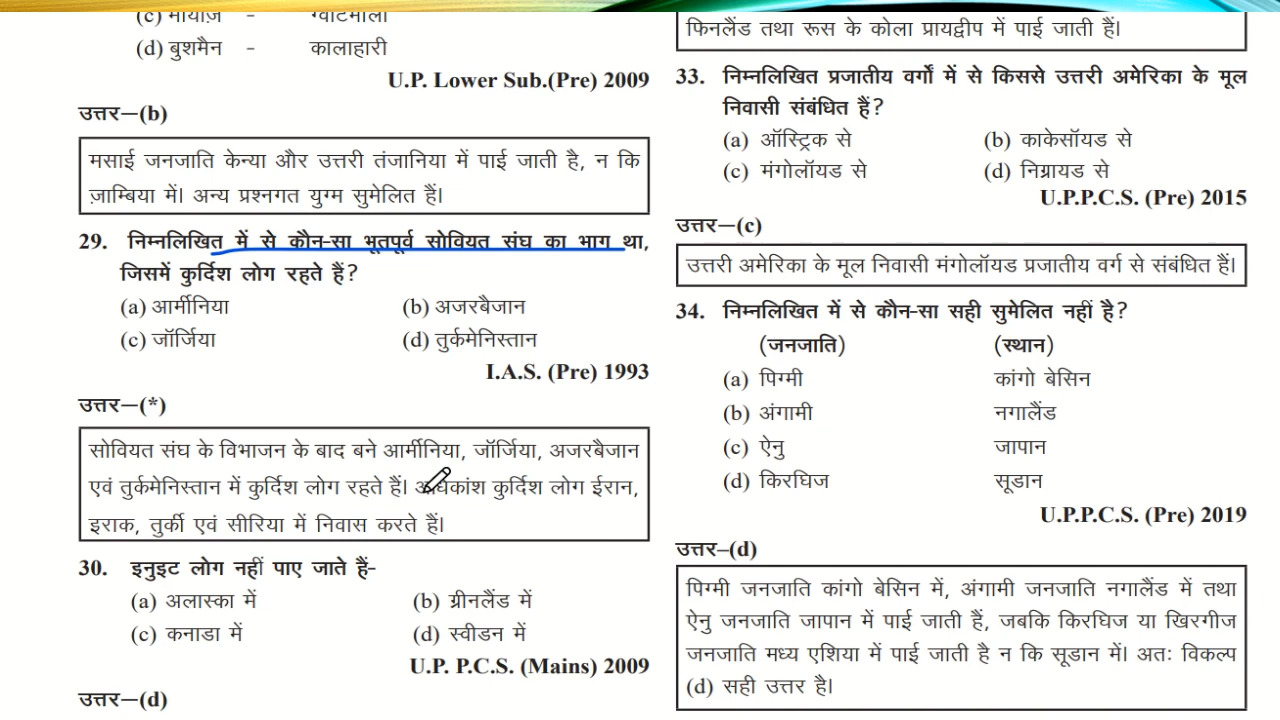 (c) मायाज़ - ग्वाटेमाला
(d) बुशमैन - कालाहारी
U.P. Lower Sub.(Pre) 2009
उत्तर—(b)
मसाई जनजाति केन्या और उत्तरी तंजानिया में पाई जाती है, न कि
ज़ाम्बिया में। अन्य प्रश्नगत युग्म सुमेलित हैं।
29. निम्नलिखित में से कौन-सा भूतपूर्व सोवियत संघ का भाग था,
जिसमें कुर्दिश लोग रहते हैं?
(a) आर्मीनिया (b) अजरबैजान
(c) जॉर्जिया (d) तुर्कमेनिस्तान
I.A.S. (Pre) 1993
उत्तर—(*)
सोवियत संघ के विभाजन के बाद बने आर्मीनिया, जॉर्जिया, अजरबैजान
एवं तुर्कमेनिस्तान में कुर्दिश लोग रहते हैं। अधिकांश कुर्दिश लोग ईरान,
इराक, तुर्की एवं सीरिया में निवास करते हैं।
30. इनुइट लोग नहीं पाए जाते हैं-
(a) अलास्का में (b) ग्रीनलैंड में
(c) कनाडा में (d) स्वीडन में
U.P. P.C.S. (Mains) 2009
उत्तर—(d)
फिनलैंड तथा रूस के कोला प्रायद्वीप में पाई जाती हैं।
33. निम्नलिखित प्रजातीय वर्गों में से किससे उत्तरी अमेरिका के मूल
निवासी संबंधित हैं?
(a) ऑस्ट्रिक से (b) काकेसॉयड से
(c) मंगोलॉयड से (d) निग्रायड से
U.P.P.C.S. (Pre) 2015
उत्तर—(c)
उत्तरी अमेरिका के मूल निवासी मंगोलॉयड प्रजातीय वर्ग से संबंधित हैं।
34. निम्नलिखित में से कौन-सा सही सुमेलित नहीं है?
(जनजाति) (स्थान)
(a) पिग्मी कांगो बेसिन
(b) अंगामी नगालैंड
(c) ऐनु जापान
(d) किरघिज सूडान
U.P.P.C.S. (Pre) 2019
उत्तर–(d)
पिग्मी जनजाति कांगो बेसिन में, अंगामी जनजाति नगालैंड में तथा
ऐनु जनजाति जापान में पाई जाती हैं, जबकि किरघिज या खिरगीज
जनजाति मध्य एशिया में पाई जाती है न कि सूडान में। अतः विकल्प
(d) सही उत्तर है।